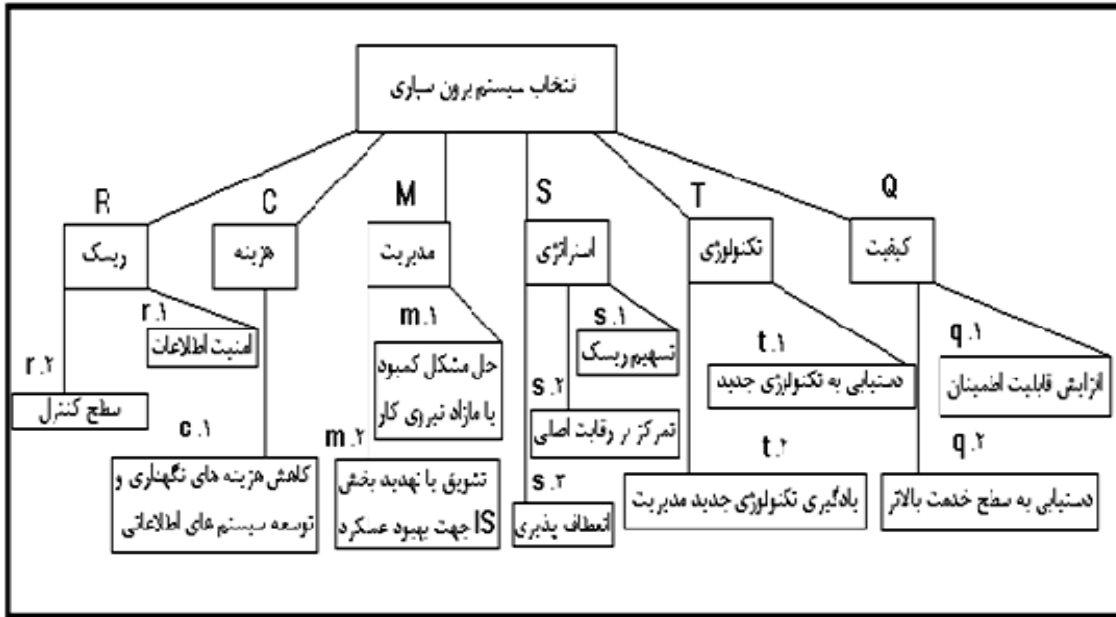 نتخاب سیستم برون سپاری
R
C
M
S
T
Q
ریسک
هزینه
مدیریت
استراتژی
تکنولوژی
کیفیت
r.۱
امنیت اطلاعات
r.۲
سطح کنترل
c.۱
کاهش هزینه های نگهداری و
توسعه سیستم های اطلاعاتی
m.۱
حل مشکل کمبود
یا مازاد نیروی کار
m.۲
تشویق یا تهدید بخش
IS جهت بهبود عملکرد
s.۱
تسهیم ریسک
s.۲
تمرکز بر رقابت اصلی
s.۳
انعطاف پذیری
t.۱
دستیابی به تکنولوژی جدید
t.۲
یادگیری تکنولوژی جدید مدیریت
q.۱
افزایش قابلیت اطمینان
q.۲
دستیابی به سطح خدمت بالاتر